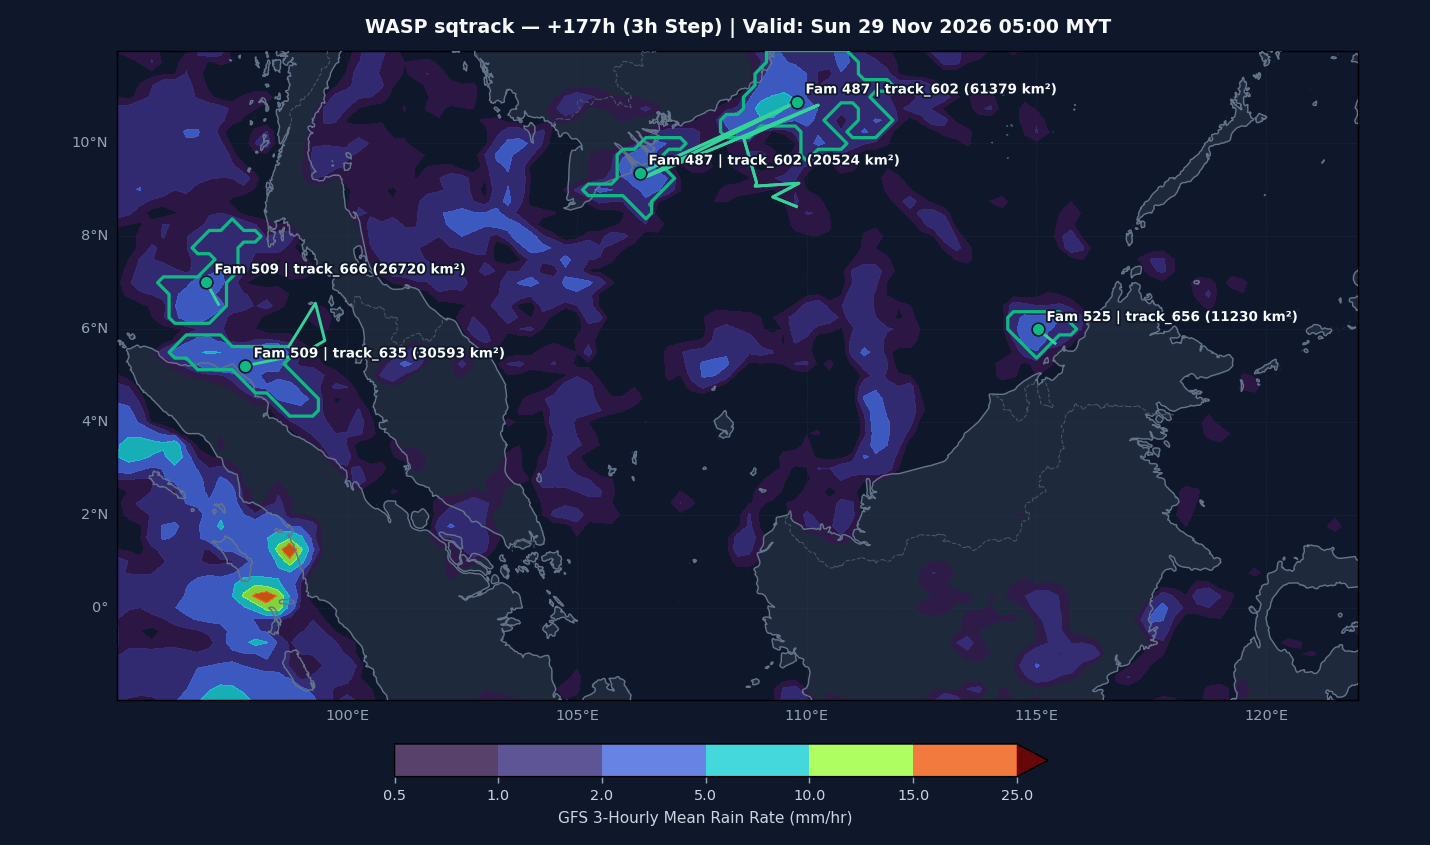 WASP sqtrack — +177h (3h Step) | Valid: Sun 29 Nov 2026 05:00 MYT
Fam 487 | track_602 (61379 km²)
10°N
Fam 487 | track_602 (20524 km²)
8°N
Fam 509 | track_666 (26720 km²)
6°N
Fam 525 | track_656 (11230 km²)
Fam 509 | track_635 (30593 km²)
4°N
2°N
0°
100°E 105°E 110°E 115°E 120°E
0.5 1.0 2.0 5.0 10.0 15.0 25.0
GFS 3-Hourly Mean Rain Rate (mm/hr)